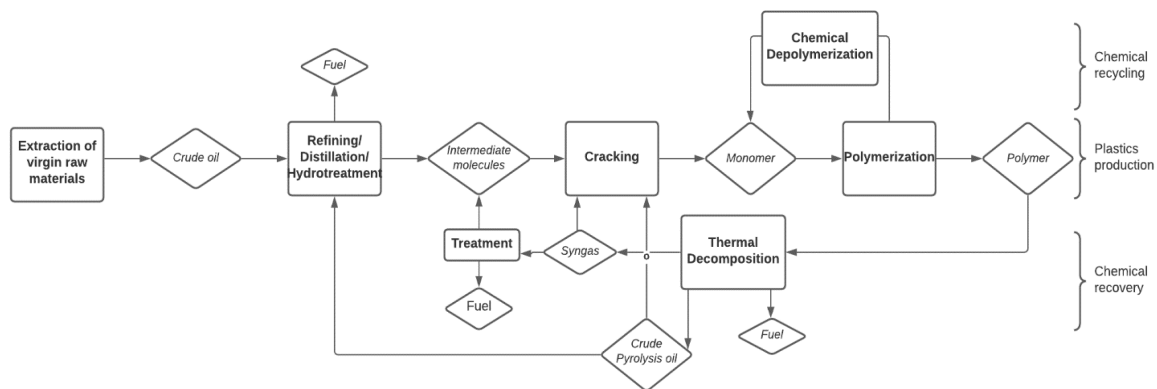 Chemical
Depolymerization
Chemical
recycling
Fuel
Extraction of
virgin raw
materials
Crude oil
Refining/
Distillation/
Hydrotreatment
Intermediate
molecules
Cracking
Monomer
Polymerization
Polymer
Plastics
production
Treatment
Syngas
o
Thermal
Decomposition
Chemical
recovery
Fuel
Crude
Pyrolysis oil
Fuel